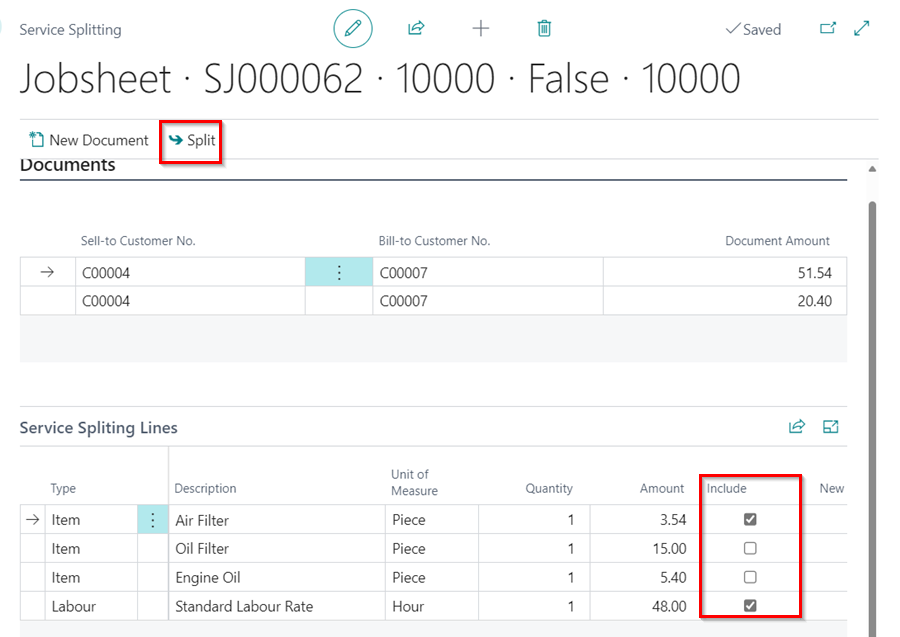 Service Splitting
Saved
Jobsheet · SJ000062 · 10000 · False · 10000
New Document Split
Documents
Sell-to Customer No. Bill-to Customer No. Document Amount
C00004 C00007 51.54
C00004 C00007 20.40
Service Spliting Lines
Type Description Unit of Measure Quantity Amount Include New
Item Air Filter Piece 1 3.54
Item Oil Filter Piece 1 15.00
Item Engine Oil Piece 1 5.40
Labour Standard Labour Rate Hour 1 48.00